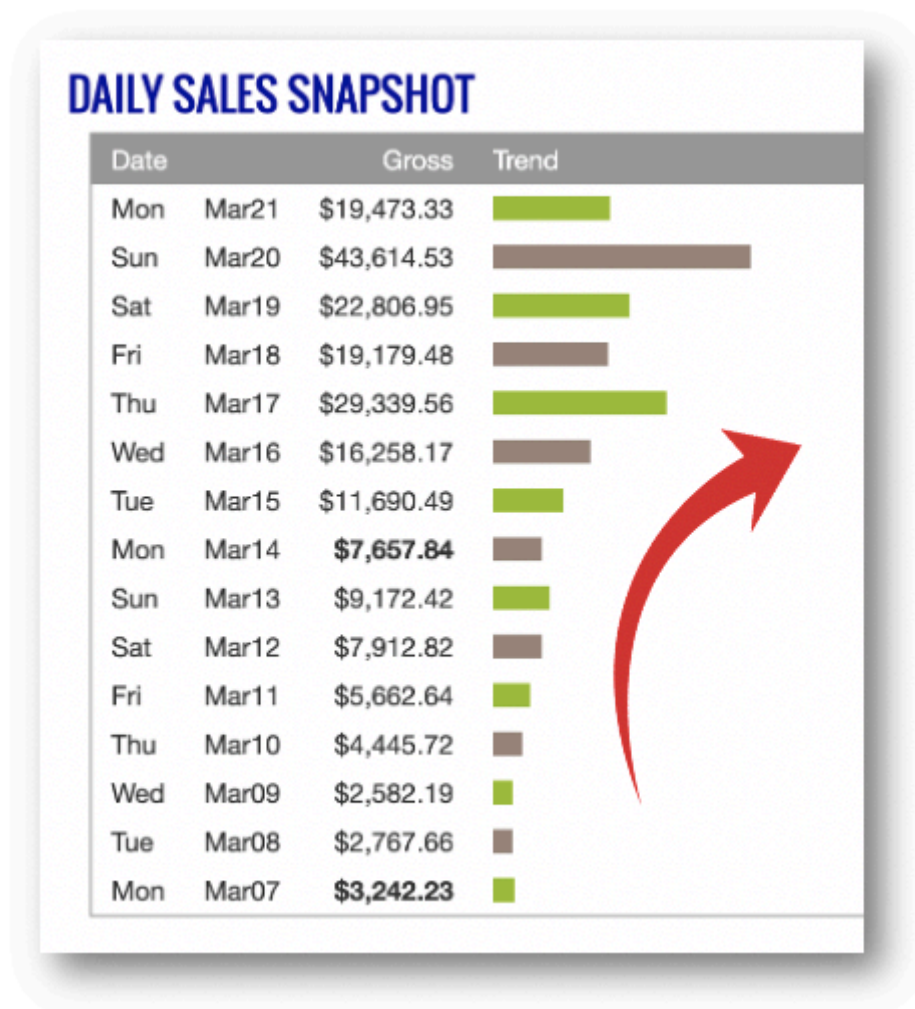 DAILY SALES SNAPSHOT
Date Gross Trend
Mon Mar21 $19,473.33
Sun Mar20 $43,614.53
Sat Mar19 $22,806.95
Fri Mar18 $19,179.48
Thu Mar17 $29,339.56
Wed Mar16 $16,258.17
Tue Mar15 $11,690.49
Mon Mar14 $7,657.84
Sun Mar13 $9,172.42
Sat Mar12 $7,912.82
Fri Mar11 $5,662.64
Thu Mar10 $4,445.72
Wed Mar09 $2,582.19
Tue Mar08 $2,767.66
Mon Mar07 $3,242.23